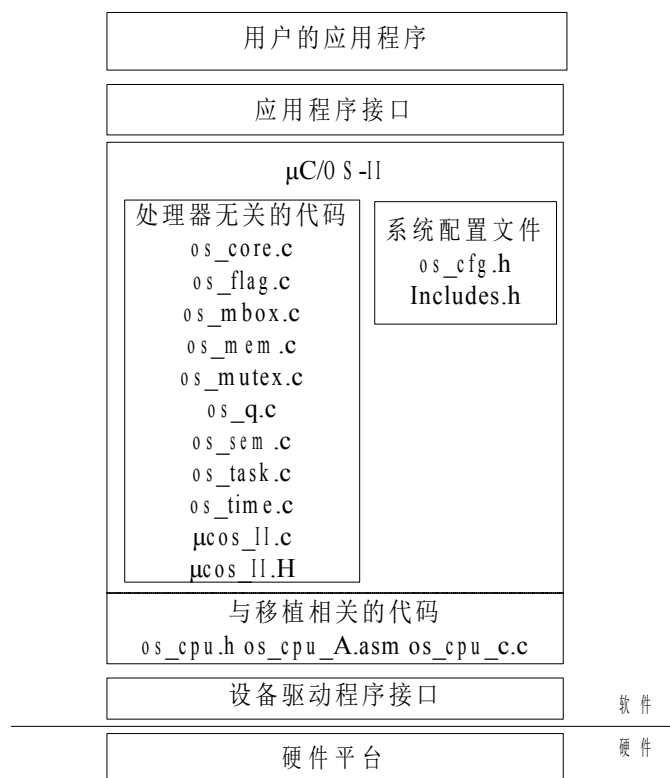 用户的应用程序
应用程序接口
μC/OS-II
处理器无关的代码
os_core.c
os_flag.c
os_mbox.c
os_mem.c
os_mutex.c
os_q.c
os_sem.c
os_task.c
os_time.c
μcos_II.c
μcos_II.H
系统配置文件
os_cfg.h
Includes.h
与移植相关的代码
os_cpu.h os_cpu_A.asm os_cpu_c.c
设备驱动程序接口
软件
硬件
硬件平台